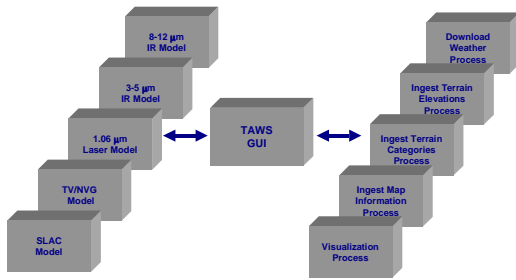 8-12 µm
IR Model
3-5 µm
IR Model
1.06 µm
Laser Model
TV/NVG
Model
SLAC
Model
TAWS
GUI
Download
Weather
Process
Ingest Terrain
Elevations
Process
Ingest Terrain
Categories
Process
Ingest Map
Information
Process
Visualization
Process